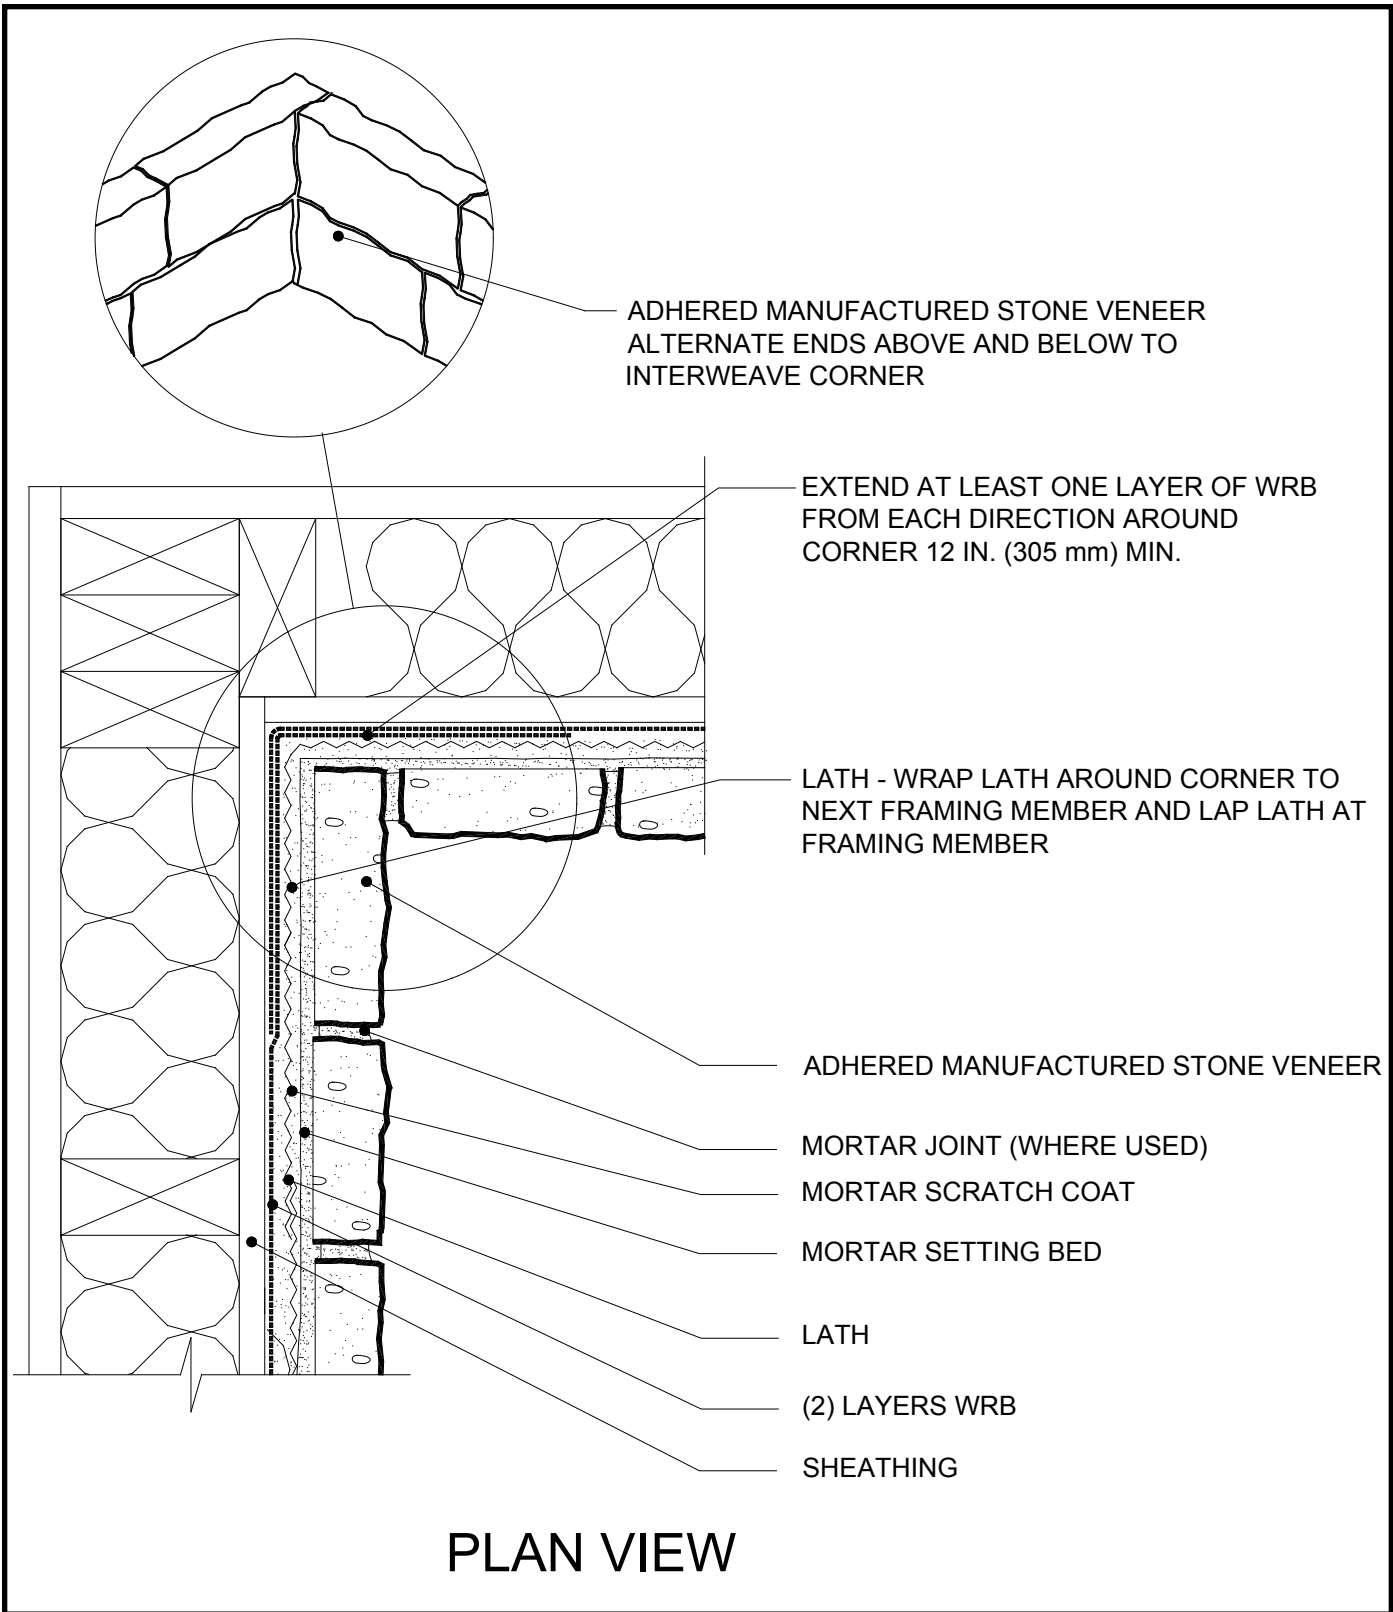 ADHERED MANUFACTURED STONE VENEER
ALTERNATE ENDS ABOVE AND BELOW TO
INTERWEAVE CORNER
EXTEND AT LEAST ONE LAYER OF WRB
FROM EACH DIRECTION AROUND
CORNER 12 IN. (305 mm) MIN.
LATH - WRAP LATH AROUND CORNER TO
NEXT FRAMING MEMBER AND LAP LATH AT
FRAMING MEMBER
ADHERED MANUFACTURED STONE VENEER
MORTAR JOINT (WHERE USED)
MORTAR SCRATCH COAT
MORTAR SETTING BED
LATH
(2) LAYERS WRB
SHEATHING
PLAN VIEW